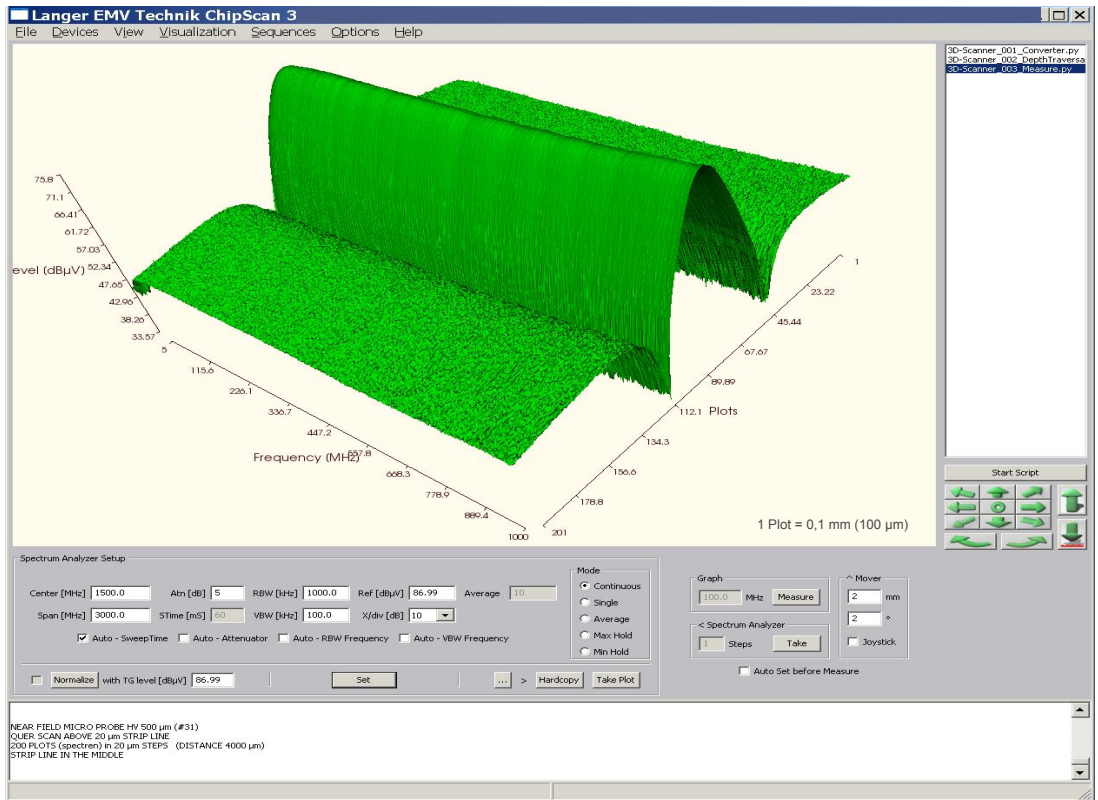 Langer EMV Technik ChipScan 3
File Devices View Visualization Sequences Options Help
3D-Scanner_001_Converter.py
3D-Scanner_002_DepthTraversa
3D-Scanner_003_Measure.py
75.8
71.1
66.41
61.72
57.03
52.34
evel (dBµV)
47.65
42.96
38.26
33.57
5
115.6
226.1
336.7
447.2
557.8
668.3
778.9
889.4
1000
Frequency (MHz)
1
23.22
45.44
67.67
89.89
112.1
134.3
156.6
178.8
201
Plots
1 Plot = 0,1 mm (100 µm)
Start Script
Spectrum Analyzer Setup
Center [MHz] 1500.0 Atn [dB] 5 RBW [kHz] 1000.0 Ref [dBµV] 86.99 Average 10
Span [MHz] 3000.0 STime [mS] 60 VBW [kHz] 100.0 X/div [dB] 10
Auto - SweepTime Auto - Attenuator Auto - RBW Frequency Auto - VBW Frequency
Mode
Continuous
Single
Average
Max Hold
Min Hold
Normalize with TG level [dBµV] 86.99 Set ... > Hardcopy Take Plot
Graph
100.0 MHz Measure
< Spectrum Analyzer
1 Steps Take
^ Mover
2 mm
2 °
Joystick
Auto Set before Measure
NEAR FIELD MICRO PROBE HV 500 µm (#31)
QUER SCAN ABOVE 20 µm STRIP LINE
200 PLOTS (spectren) in 20 µm STEPS (DISTANCE 4000 µm)
STRIP LINE IN THE MIDDLE